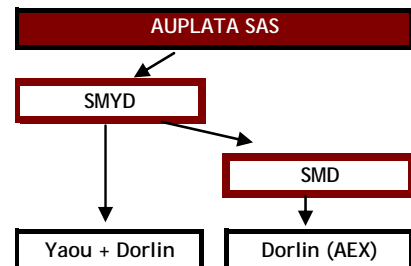 AUPLATA SAS
SMYD
SMD
Yaou + Dorlin
Dorlin (AEX)